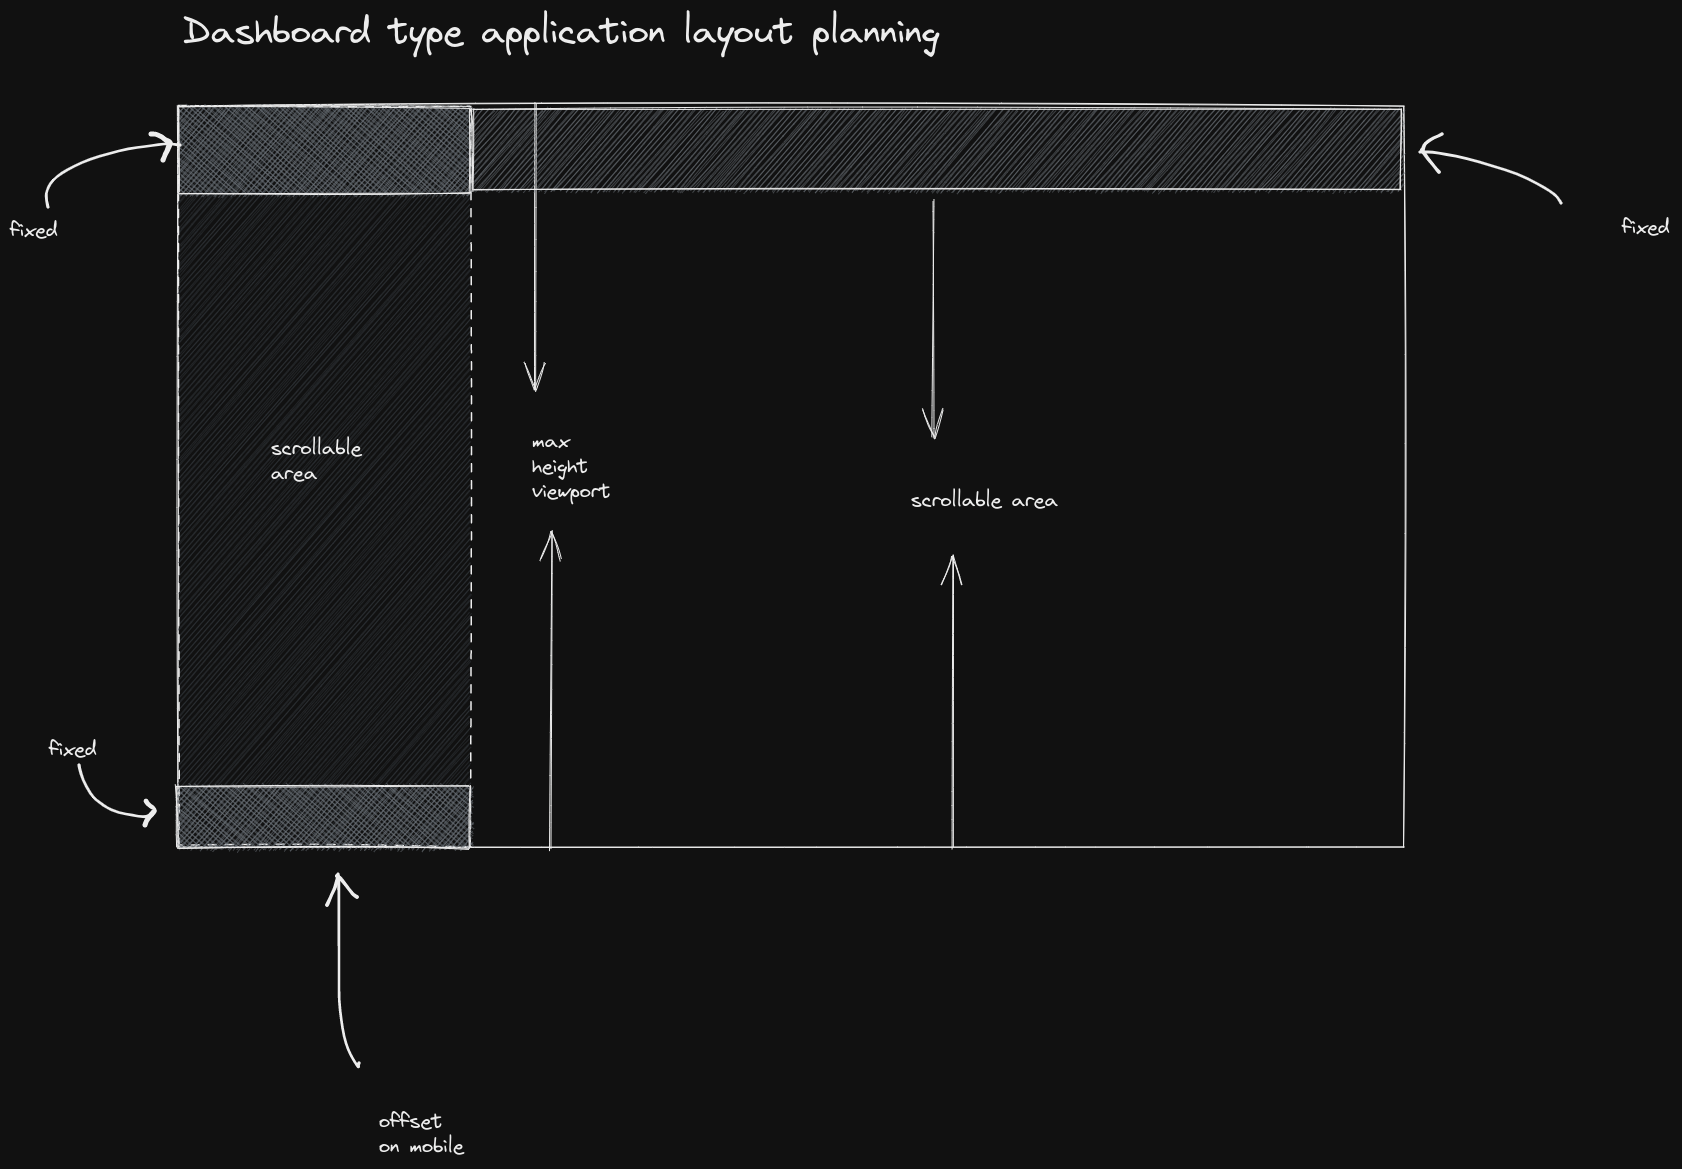 Dashboard type application layout planning
fixed
fixed
scrollable
area
max
height
viewport
scrollable area
fixed
offset
on mobile